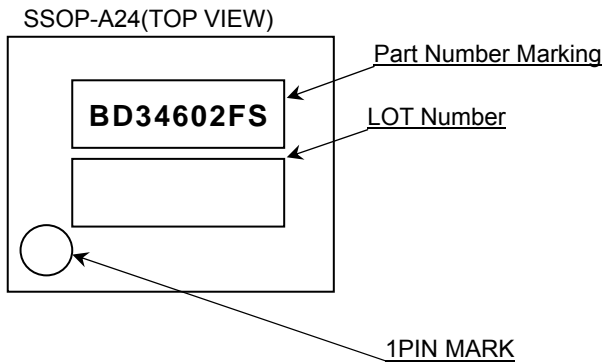 SSOP-A24(TOP VIEW)
Part Number Marking
BD34602FS
LOT Number
1PIN MARK